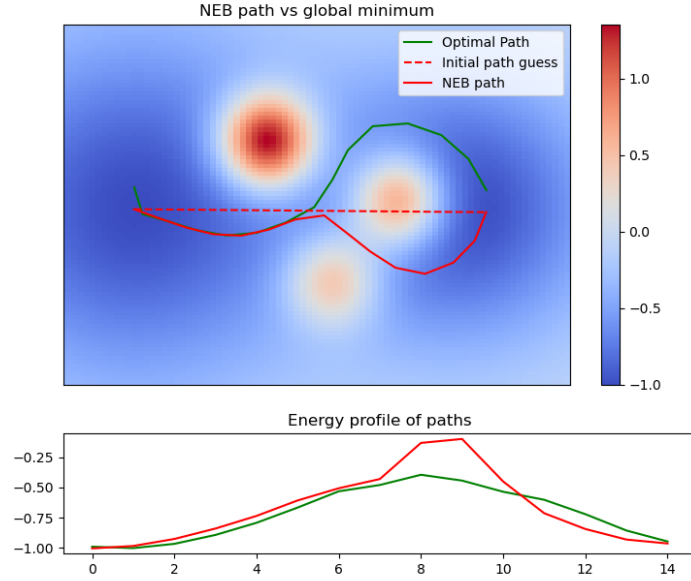 NEB path vs global minimum
Optimal Path
Initial path guess
NEB path
1.0
0.5
0.0
−0.5
−1.0
Energy profile of paths
−0.25
−0.50
−0.75
−1.00
0 2 4 6 8 10 12 14